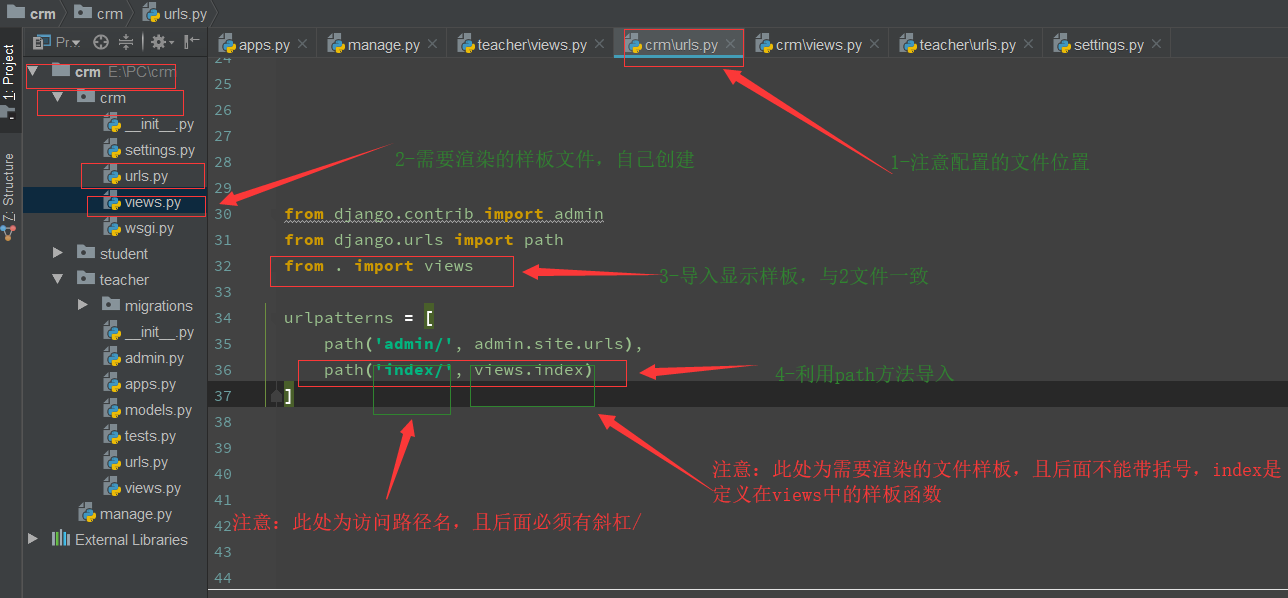 crm crm urls.py
1: Project
Z: Structure
Pr..
apps.py manage.py teacher\views.py crm\urls.py crm\views.py teacher\urls.py settings.py
crm E:\PC\crm
crm
__init__.py
settings.py
urls.py
views.py
wsgi.py
student
teacher
migrations
__init__.py
admin.py
apps.py
models.py
tests.py
urls.py
views.py
manage.py
External Libraries
24
25
26
27
28
29
30 from django.contrib import admin
31 from django.urls import path
32 from . import views
33
34 urlpatterns = [
35 path('admin/', admin.site.urls),
36 path('index/', views.index)
37 ]
38
39
40
41
42
43
44
1-注意配置的文件位置
2-需要渲染的样板文件，自己创建
3-导入显示样板，与2文件一致
4-利用path方法导入
注意：此处为需要渲染的文件样板，且后面不能带括号，index是
定义在views中的样板函数
注意：此处为访问路径名，且后面必须有斜杠/